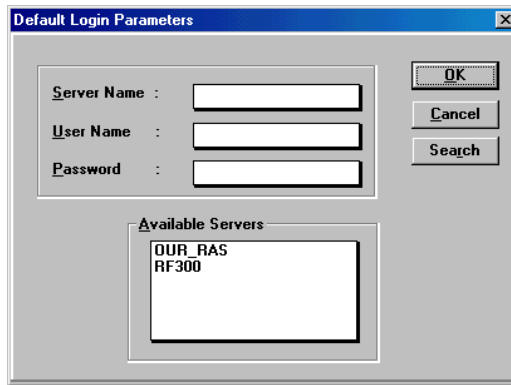 Default Login Parameters
Server Name :
User Name :
Password :
OK
Cancel
Search
Available Servers
OUR_RAS
RF300